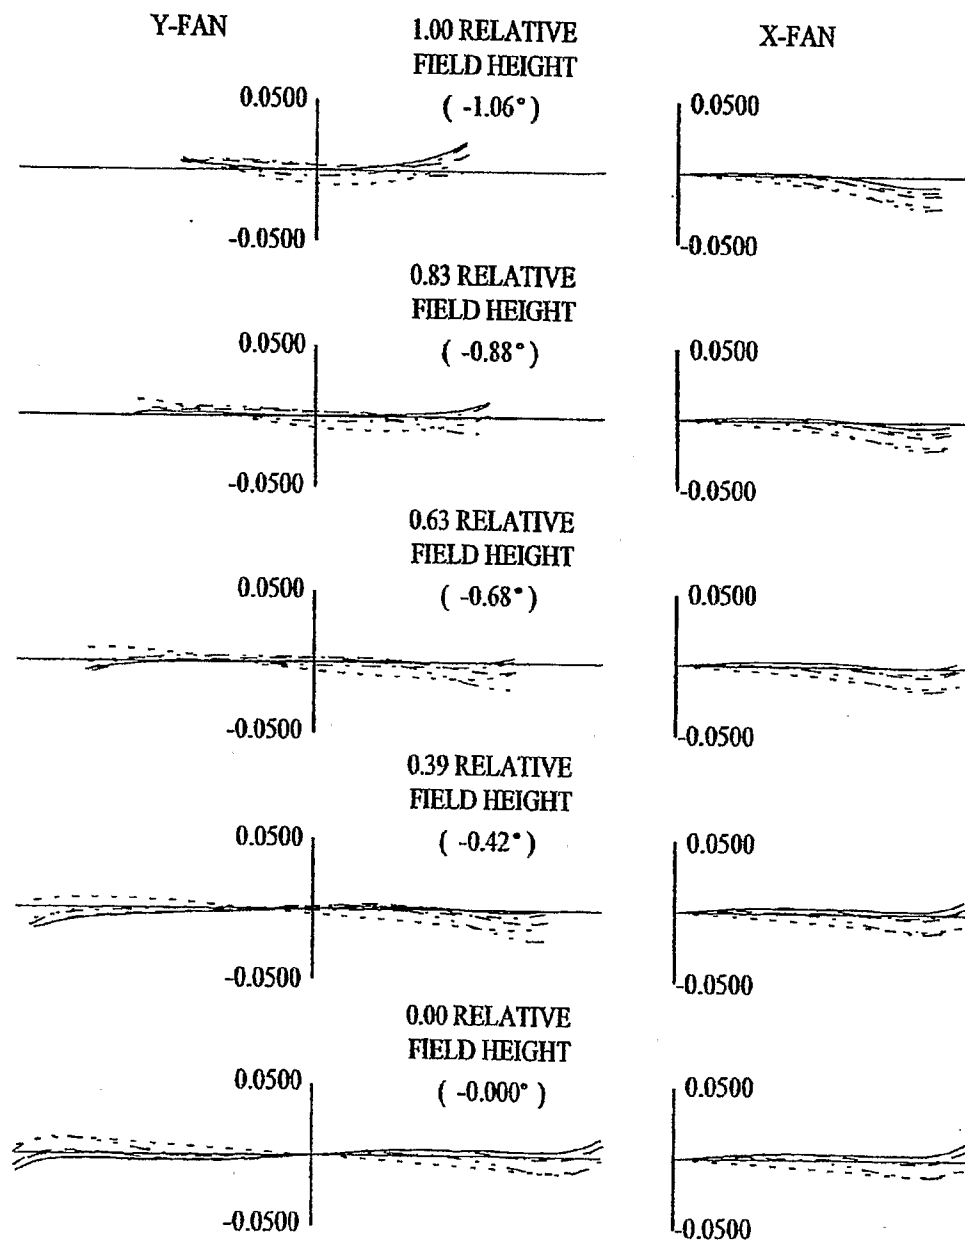 Y-FAN
1.00 RELATIVE
FIELD HEIGHT
( -1.06° )
X-FAN
0.0500
0.0500
-0.0500
-0.0500
0.83 RELATIVE
FIELD HEIGHT
( -0.88° )
0.0500
0.0500
-0.0500
-0.0500
0.63 RELATIVE
FIELD HEIGHT
( -0.68° )
0.0500
0.0500
-0.0500
-0.0500
0.39 RELATIVE
FIELD HEIGHT
( -0.42° )
0.0500
0.0500
-0.0500
-0.0500
0.00 RELATIVE
FIELD HEIGHT
( -0.000° )
0.0500
0.0500
-0.0500
-0.0500